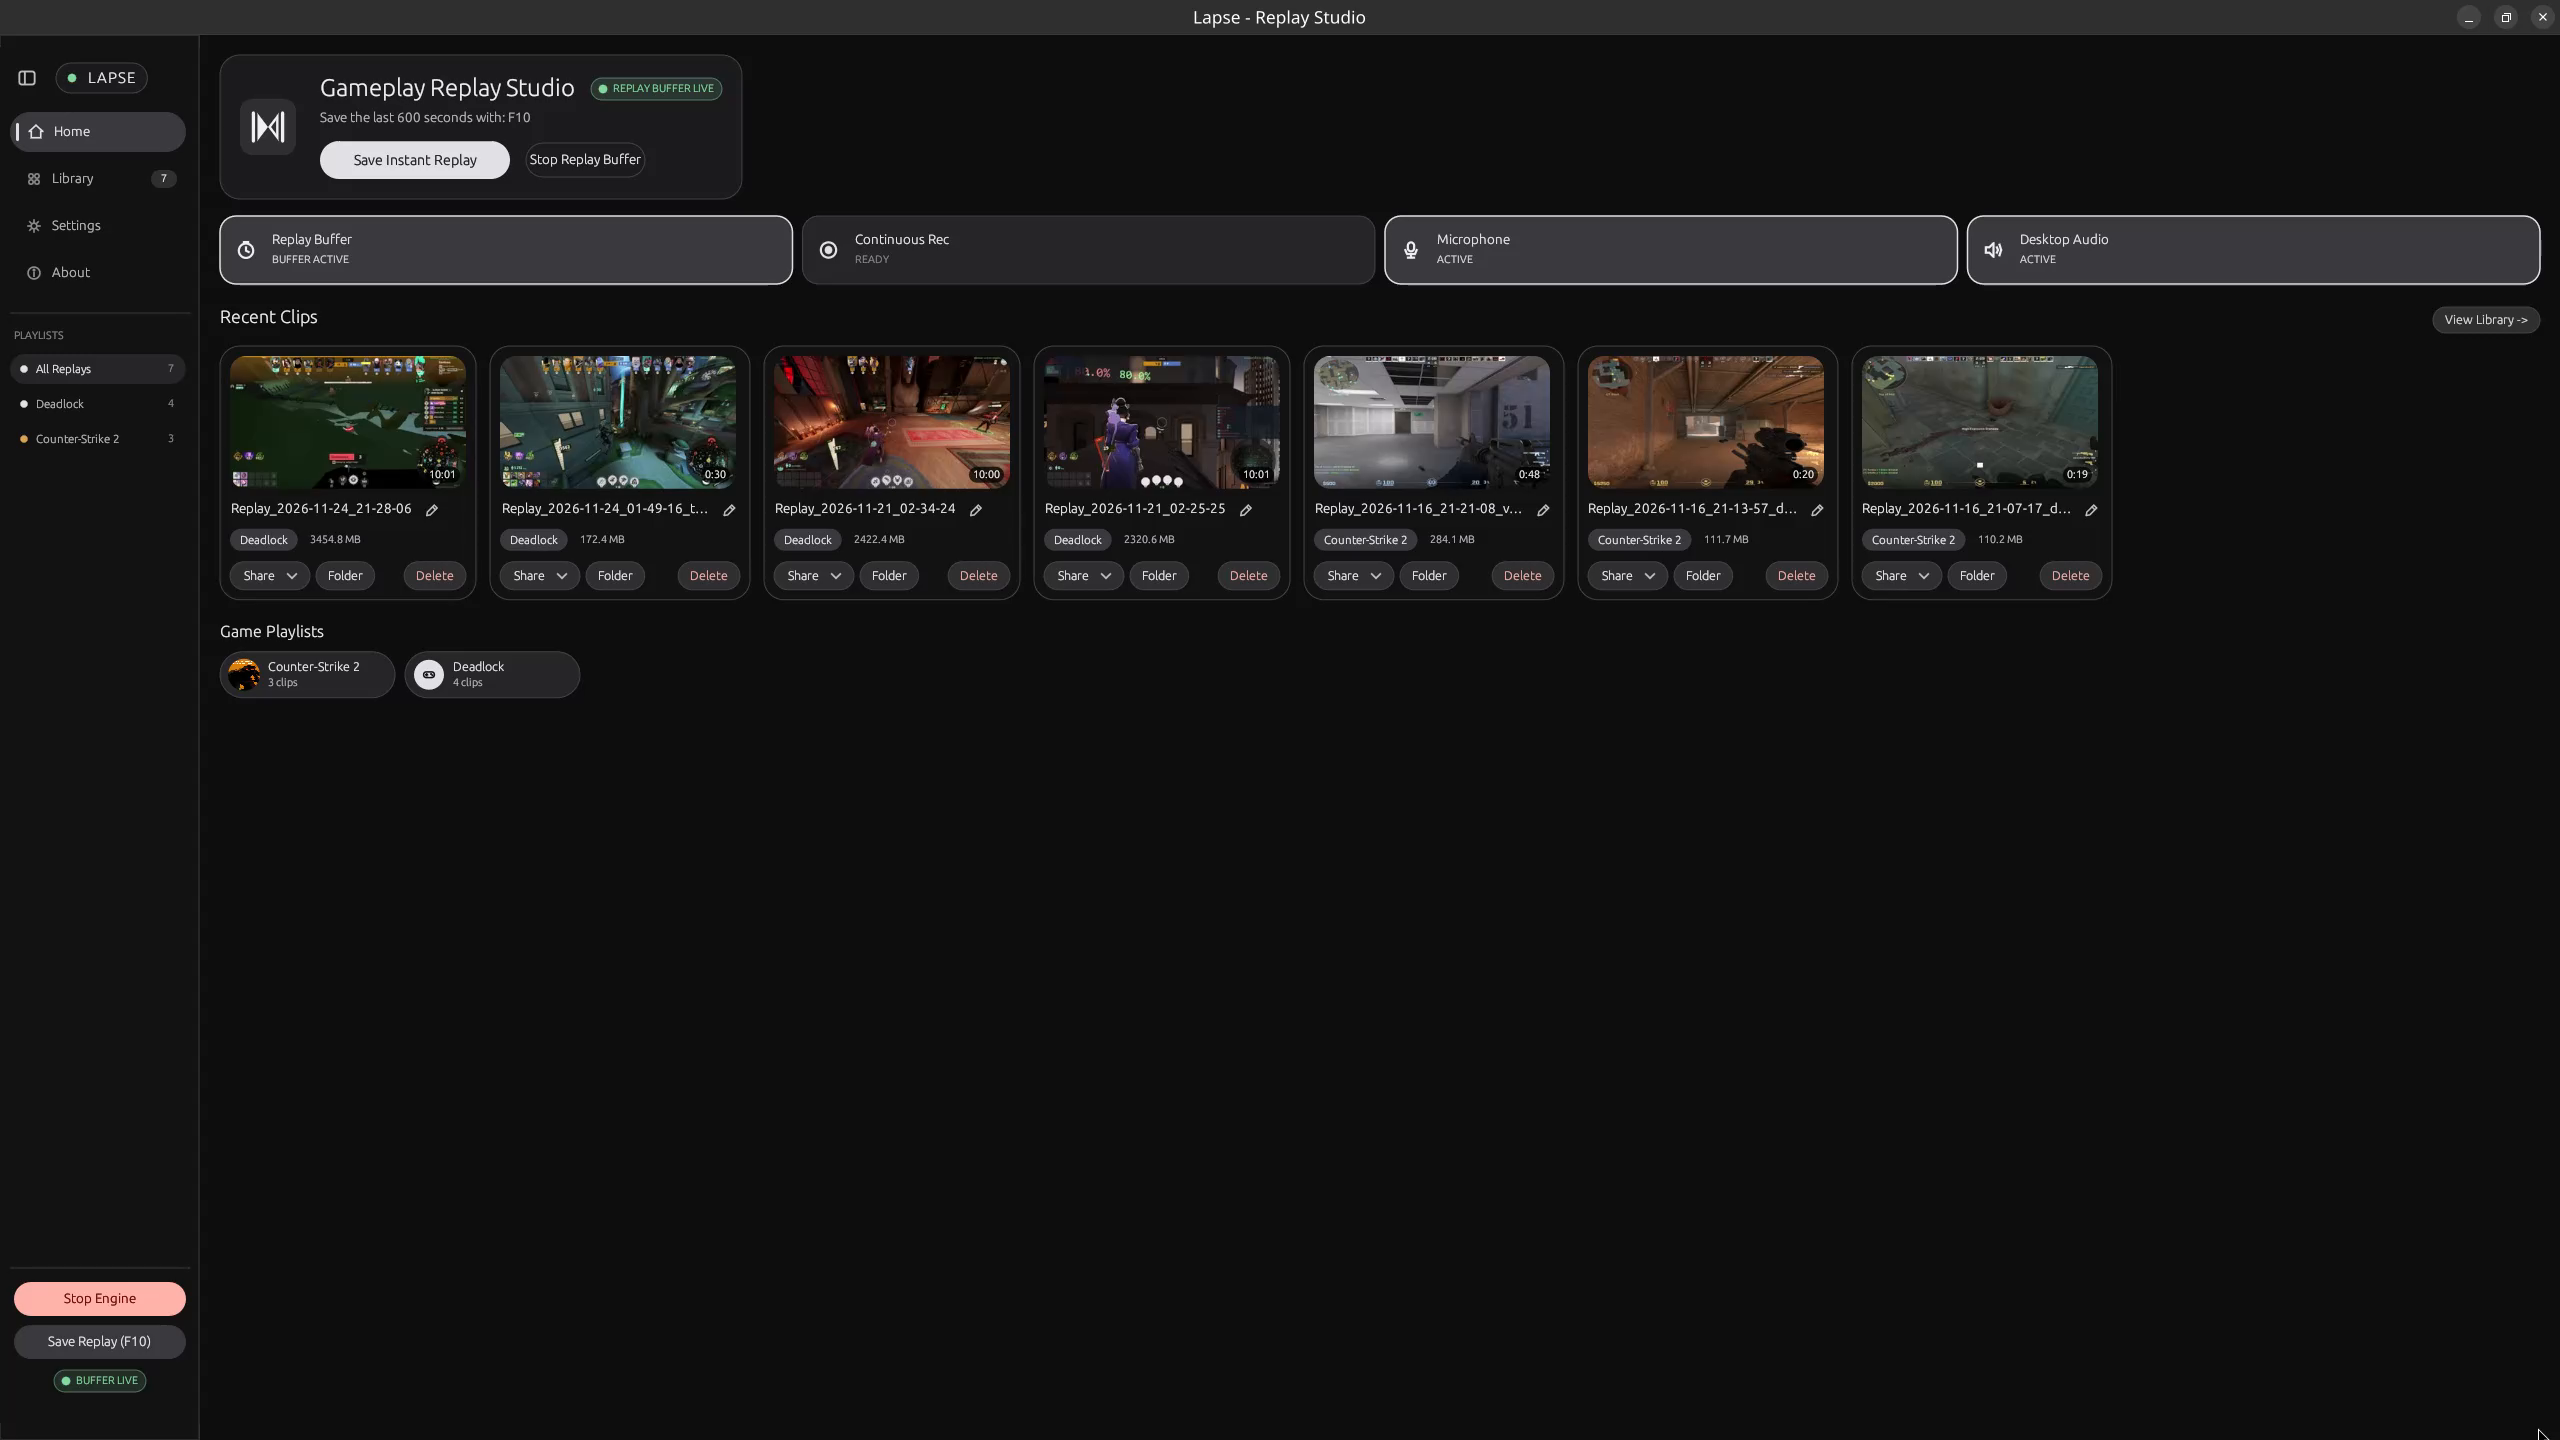 Lapse - Replay Studio
LAPSE
Home
Library 7
Settings
About
PLAYLISTS
All Replays 7
Deadlock 4
Counter-Strike 2 3
Stop Engine
Save Replay (F10)
BUFFER LIVE
Gameplay Replay Studio REPLAY BUFFER LIVE
Save the last 600 seconds with: F10
Save Instant Replay Stop Replay Buffer
Replay Buffer
BUFFER ACTIVE
Continuous Rec
READY
Microphone
ACTIVE
Desktop Audio
ACTIVE
Recent Clips View Library ->
10:01
Replay_2026-11-24_21-28-06
Deadlock 3454.8 MB
Share Folder Delete
0:30
Replay_2026-11-24_01-49-16_t...
Deadlock 172.4 MB
Share Folder Delete
10:00
Replay_2026-11-21_02-34-24
Deadlock 2422.4 MB
Share Folder Delete
80.0%
10:01
Replay_2026-11-21_02-25-25
Deadlock 2320.6 MB
Share Folder Delete
51
0:48
Replay_2026-11-16_21-21-08_v...
Counter-Strike 2 284.1 MB
Share Folder Delete
0:20
Replay_2026-11-16_21-13-57_d...
Counter-Strike 2 111.7 MB
Share Folder Delete
0:19
Replay_2026-11-16_21-07-17_d...
Counter-Strike 2 110.2 MB
Share Folder Delete
Game Playlists
Counter-Strike 2
3 clips
Deadlock
4 clips